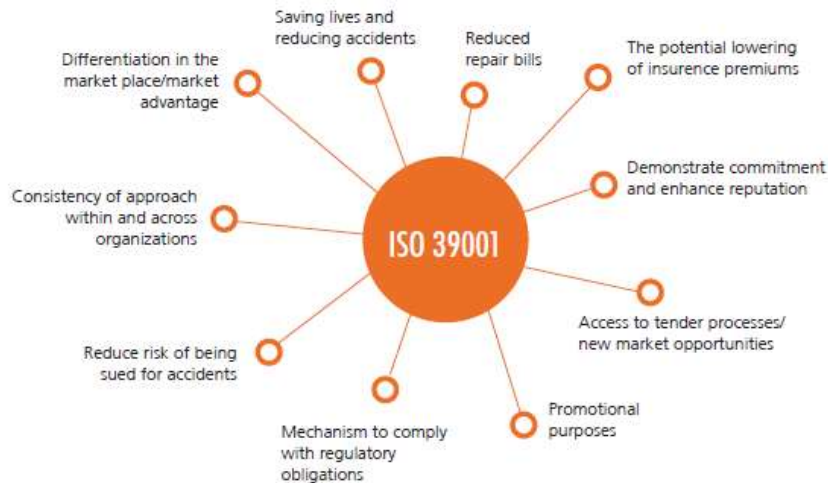 Saving lives and
reducing accidents
Reduced
repair bills
The potential lowering
of insurence premiums
Differentiation in the
market place/market
advantage
Demonstrate commitment
and enhance reputation
Consistency of approach
within and across
organizations
ISO 39001
Access to tender processes/
new market opportunities
Reduce risk of being
sued for accidents
Promotional
purposes
Mechanism to comply
with regulatory
obligations